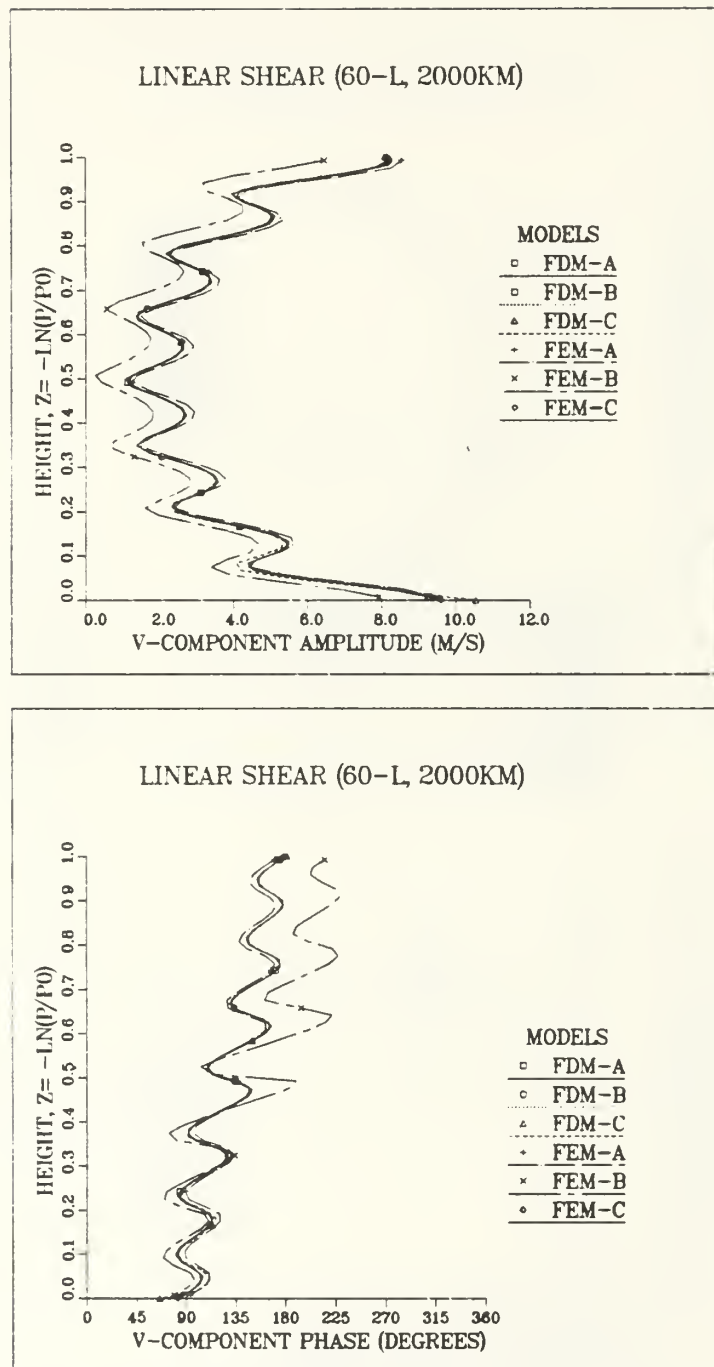 LINEAR SHEAR (60-L, 2000KM)
HEIGHT, Z= -LN(P/P0)
1.0
0.9
0.8
0.7
0.6
0.5
0.4
0.3
0.2
0.1
0.0
0.0 2.0 4.0 6.0 8.0 10.0 12.0
V-COMPONENT AMPLITUDE (M/S)
MODELS
FDM-A
FDM-B
FDM-C
FEM-A
FEM-B
FEM-C
LINEAR SHEAR (60-L, 2000KM)
HEIGHT, Z= -LN(P/P0)
1.0
0.9
0.8
0.7
0.6
0.5
0.4
0.3
0.2
0.1
0.0
0 45 90 135 180 225 270 315 360
V-COMPONENT PHASE (DEGREES)
MODELS
FDM-A
FDM-B
FDM-C
FEM-A
FEM-B
FEM-C